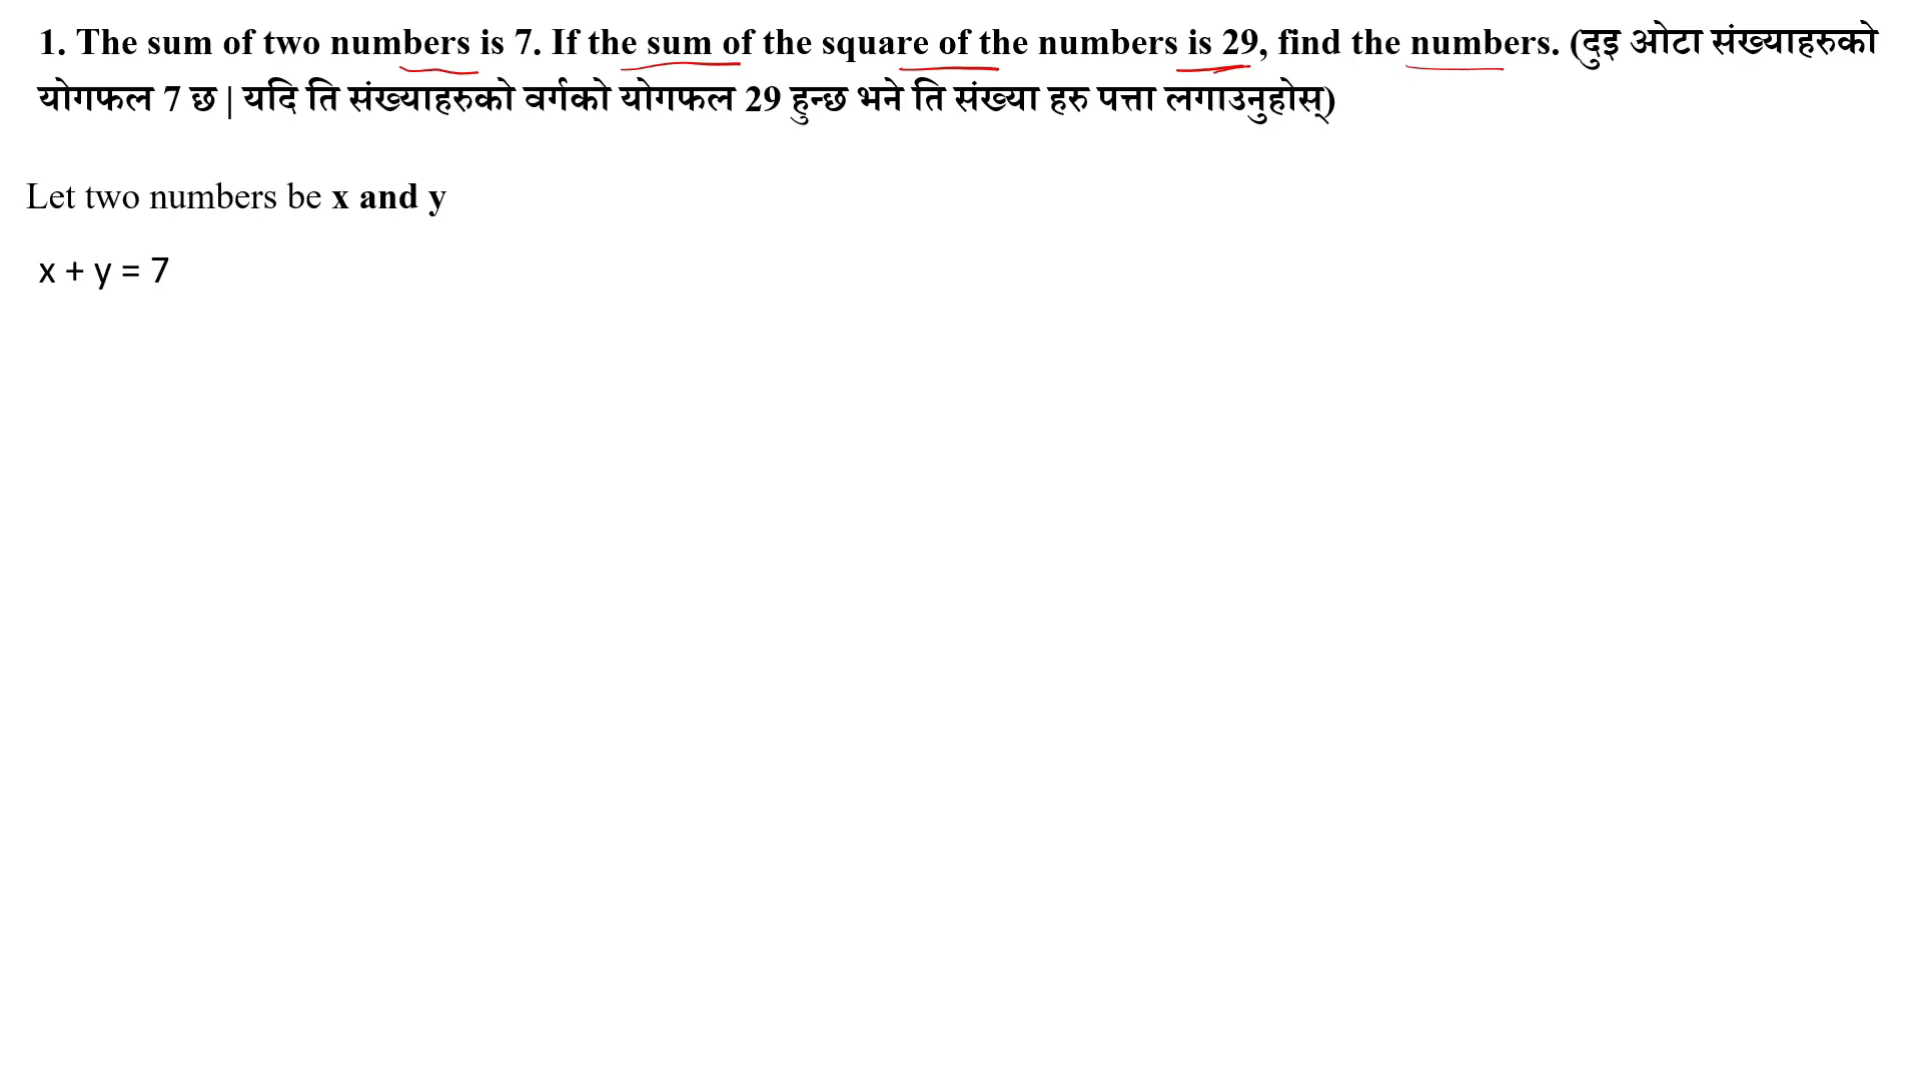 1. The sum of two numbers is 7. If the sum of the square of the numbers is 29, find the numbers. (दुइ ओटा संख्याहरुको
योगफल 7 छ | यदि ति संख्याहरुको वर्गको योगफल 29 हुन्छ भने ति संख्या हरु पत्ता लगाउनुहोस्)
Let two numbers be x and y
x + y = 7